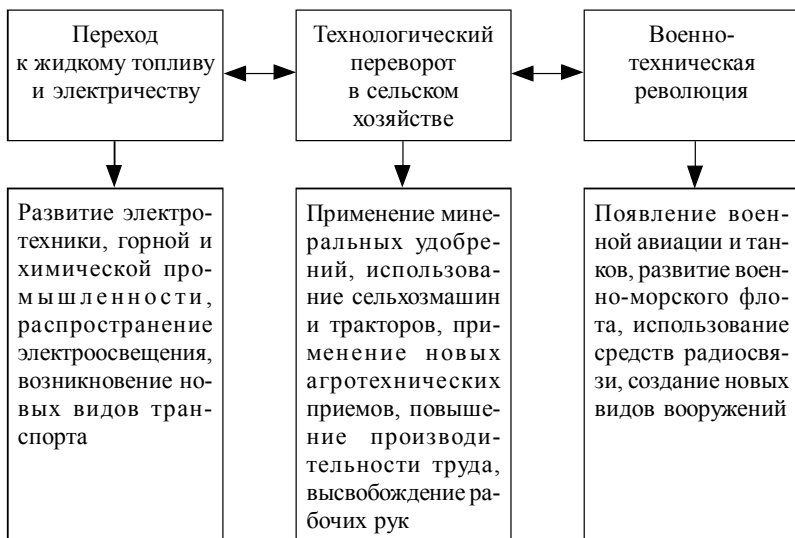 Переход
к жидкому топливу
и электричеству
Технологический
переворот
в сельском
хозяйстве
Военно-
техническая
революция
Развитие электро-
техники, горной и
химической про-
мышленности,
распространение
электроосвещения,
возникновение но-
вых видов тран-
спорта
Применение мине-
ральных удобре-
ний, использова-
ние сельхозмашин
и тракторов, при-
менение новых
агротехнических
приемов, повыше-
ние производи-
тельности труда,
высвобождение ра-
бочих рук
Появление воен-
ной авиации и тан-
ков, развитие воен-
но-морского фло-
та, использование
средств радиосвя-
зи, создание новых
видов вооружений